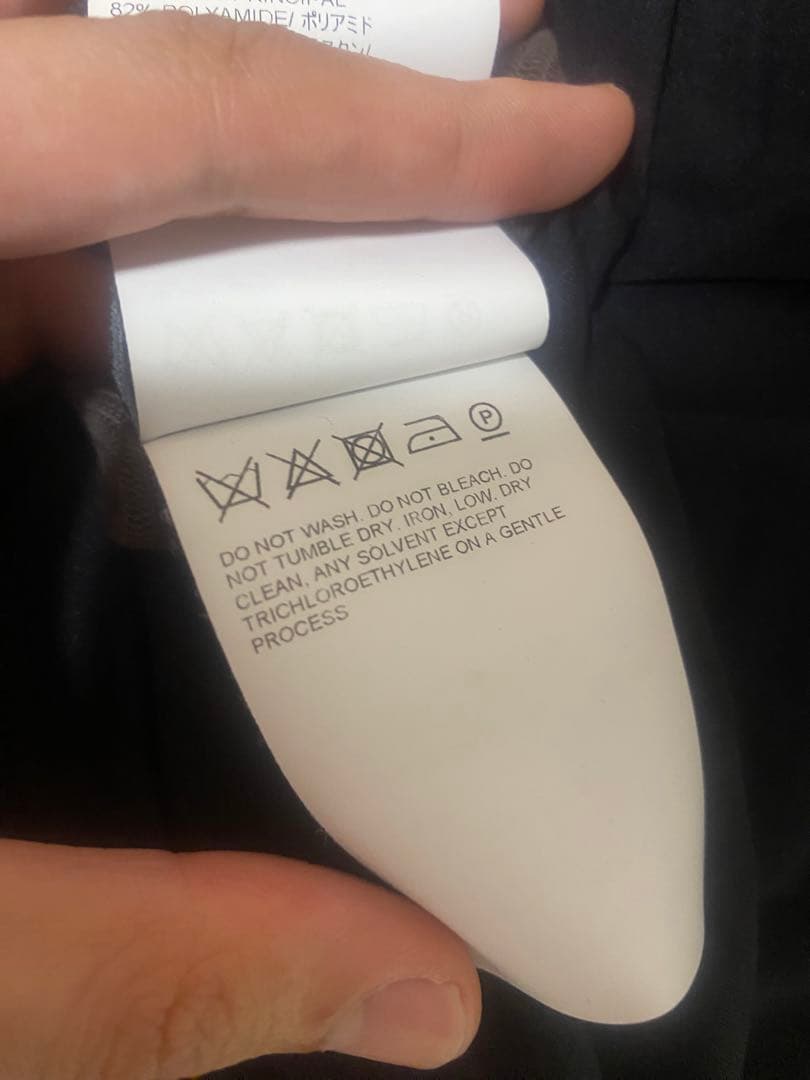 82% POLYAMIDE/ ポリアミド
DO NOT WASH. DO NOT BLEACH. DO
NOT TUMBLE DRY. IRON, LOW. DRY
CLEAN, ANY SOLVENT EXCEPT
TRICHLOROETHYLENE ON A GENTLE
PROCESS
P